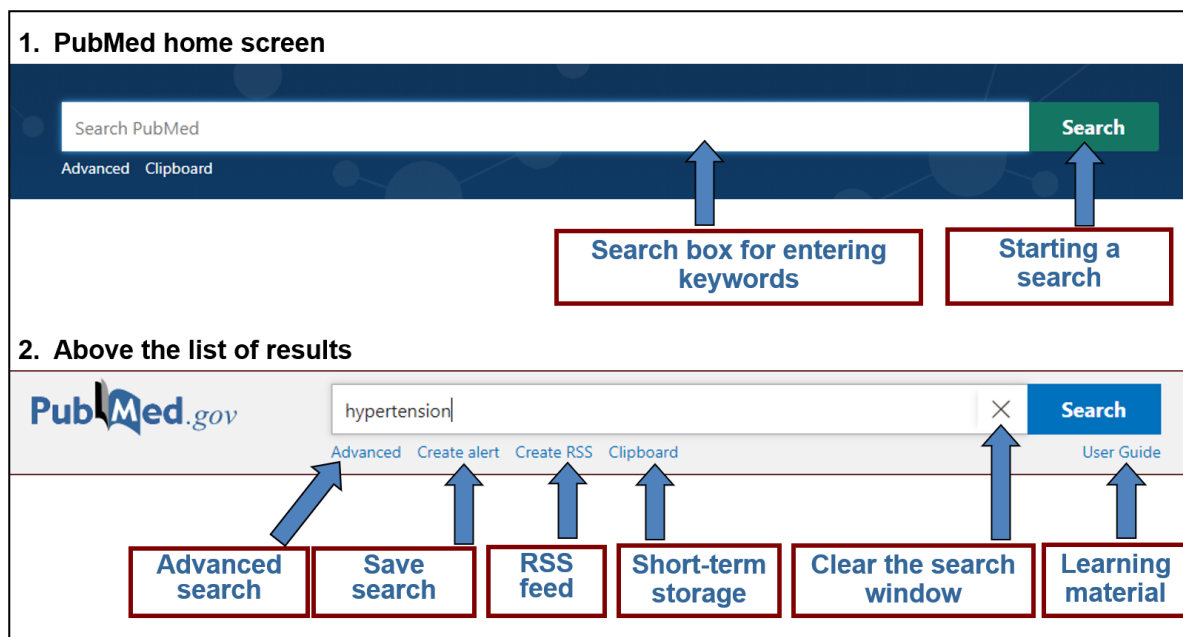 1. PubMed home screen
Search PubMed
Search
Advanced Clipboard
Search box for entering
keywords
Starting a
search
2. Above the list of results
PubMed.gov
hypertension
Search
Advanced Create alert Create RSS Clipboard
User Guide
Advanced
search
Save
search
RSS
feed
Short-term
storage
Clear the search
window
Learning
material